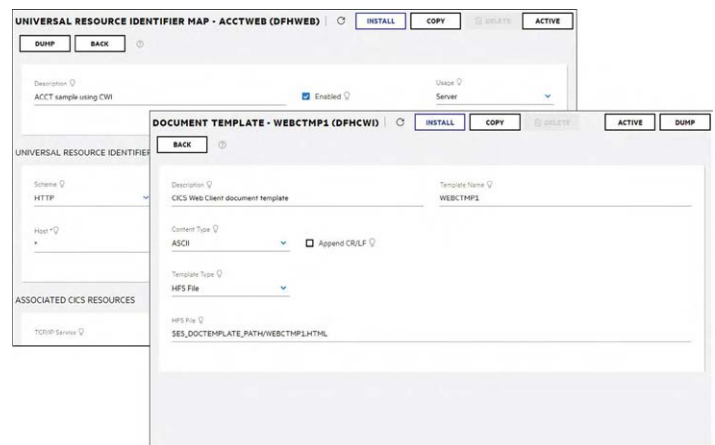 UNIVERSAL RESOURCE IDENTIFIER MAP - ACCTWEB (DFHWEB)
INSTALL
COPY
DELETE
ACTIVE
DUMP
BACK
Description
ACCT sample using CWI
Enabled
Usage
Server
UNIVERSAL RESOURCE IDENTIFIER
Scheme
HTTP
Host *
*
ASSOCIATED CICS RESOURCES
TCP/IP Service
DOCUMENT TEMPLATE - WEBCTMP1 (DFHCWI)
INSTALL
COPY
DELETE
ACTIVE
DUMP
BACK
Description
CICS Web Client document template
Template Name
WEBCTMP1
Content Type
ASCII
Append CR/LF
Template Type
HFS File
HFS File
$ES_DOCTEMPLATE_PATH/WEBCTMP1.HTML